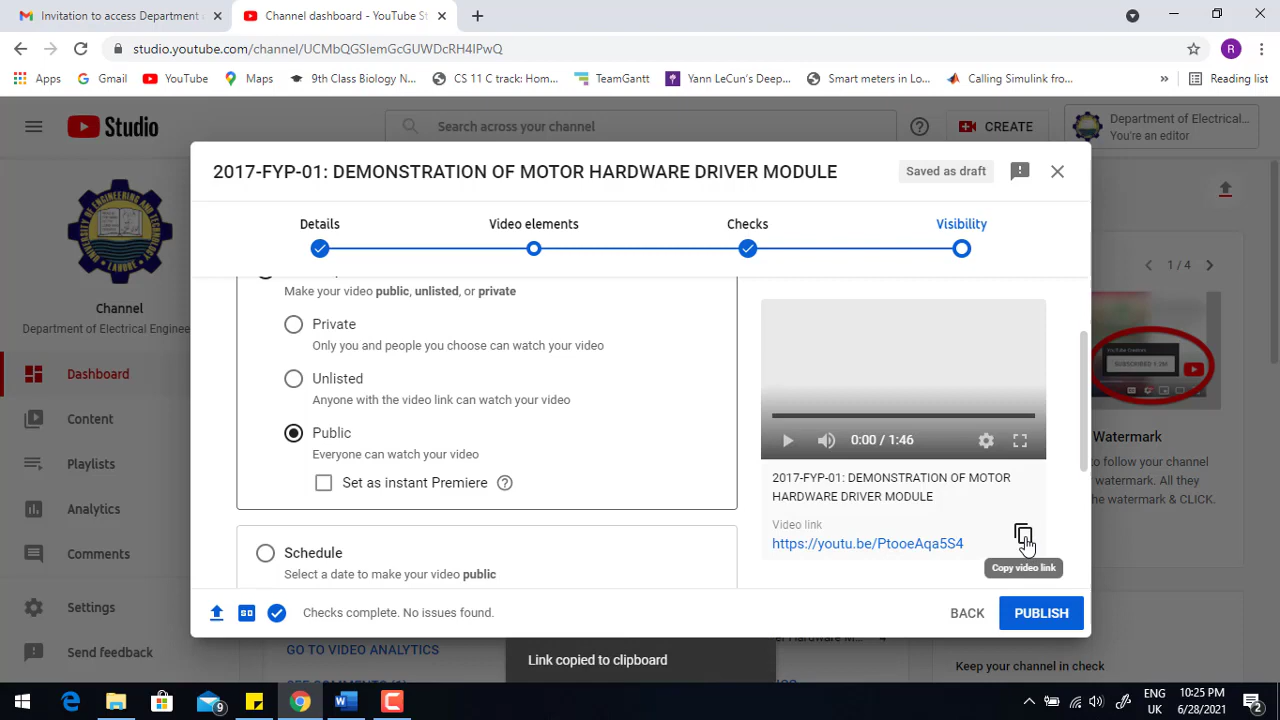 Invitation to access Department o
Channel dashboard - YouTube St
studio.youtube.com/channel/UCMbQGSIemGcGUWDcRH4IPwQ
R
Apps
Gmail
YouTube
Maps
9th Class Biology N...
CS 11 C track: Hom...
TeamGantt
Yann LeCun's Deep...
Smart meters in Lo...
Calling Simulink fro...
»
Reading list
Studio
Search across your channel
CREATE
Department of Electrical...
You're an editor
2017-FYP-01: DEMONSTRATION OF MOTOR HARDWARE DRIVER MODULE
Saved as draft
Details
Video elements
Checks
Visibility
Channel
Department of Electrical Enginee
Dashboard
Content
Playlists
Analytics
Comments
Settings
Send feedback
Make your video public, unlisted, or private
Private
Only you and people you choose can watch your video
Unlisted
Anyone with the video link can watch your video
Public
Everyone can watch your video
Set as instant Premiere
Schedule
Select a date to make your video public
0:00 / 1:46
2017-FYP-01: DEMONSTRATION OF MOTOR
HARDWARE DRIVER MODULE
Video link
https://youtu.be/PtooeAqa5S4
Copy video link
1 / 4
Watermark
to follow your channel
watermark. All they
he watermark & CLICK.
SD
Checks complete. No issues found.
BACK
PUBLISH
GO TO VIDEO ANALYTICS
Link copied to clipboard
Keep your channel in check
9
ENG
UK
10:25 PM
6/28/2021
2